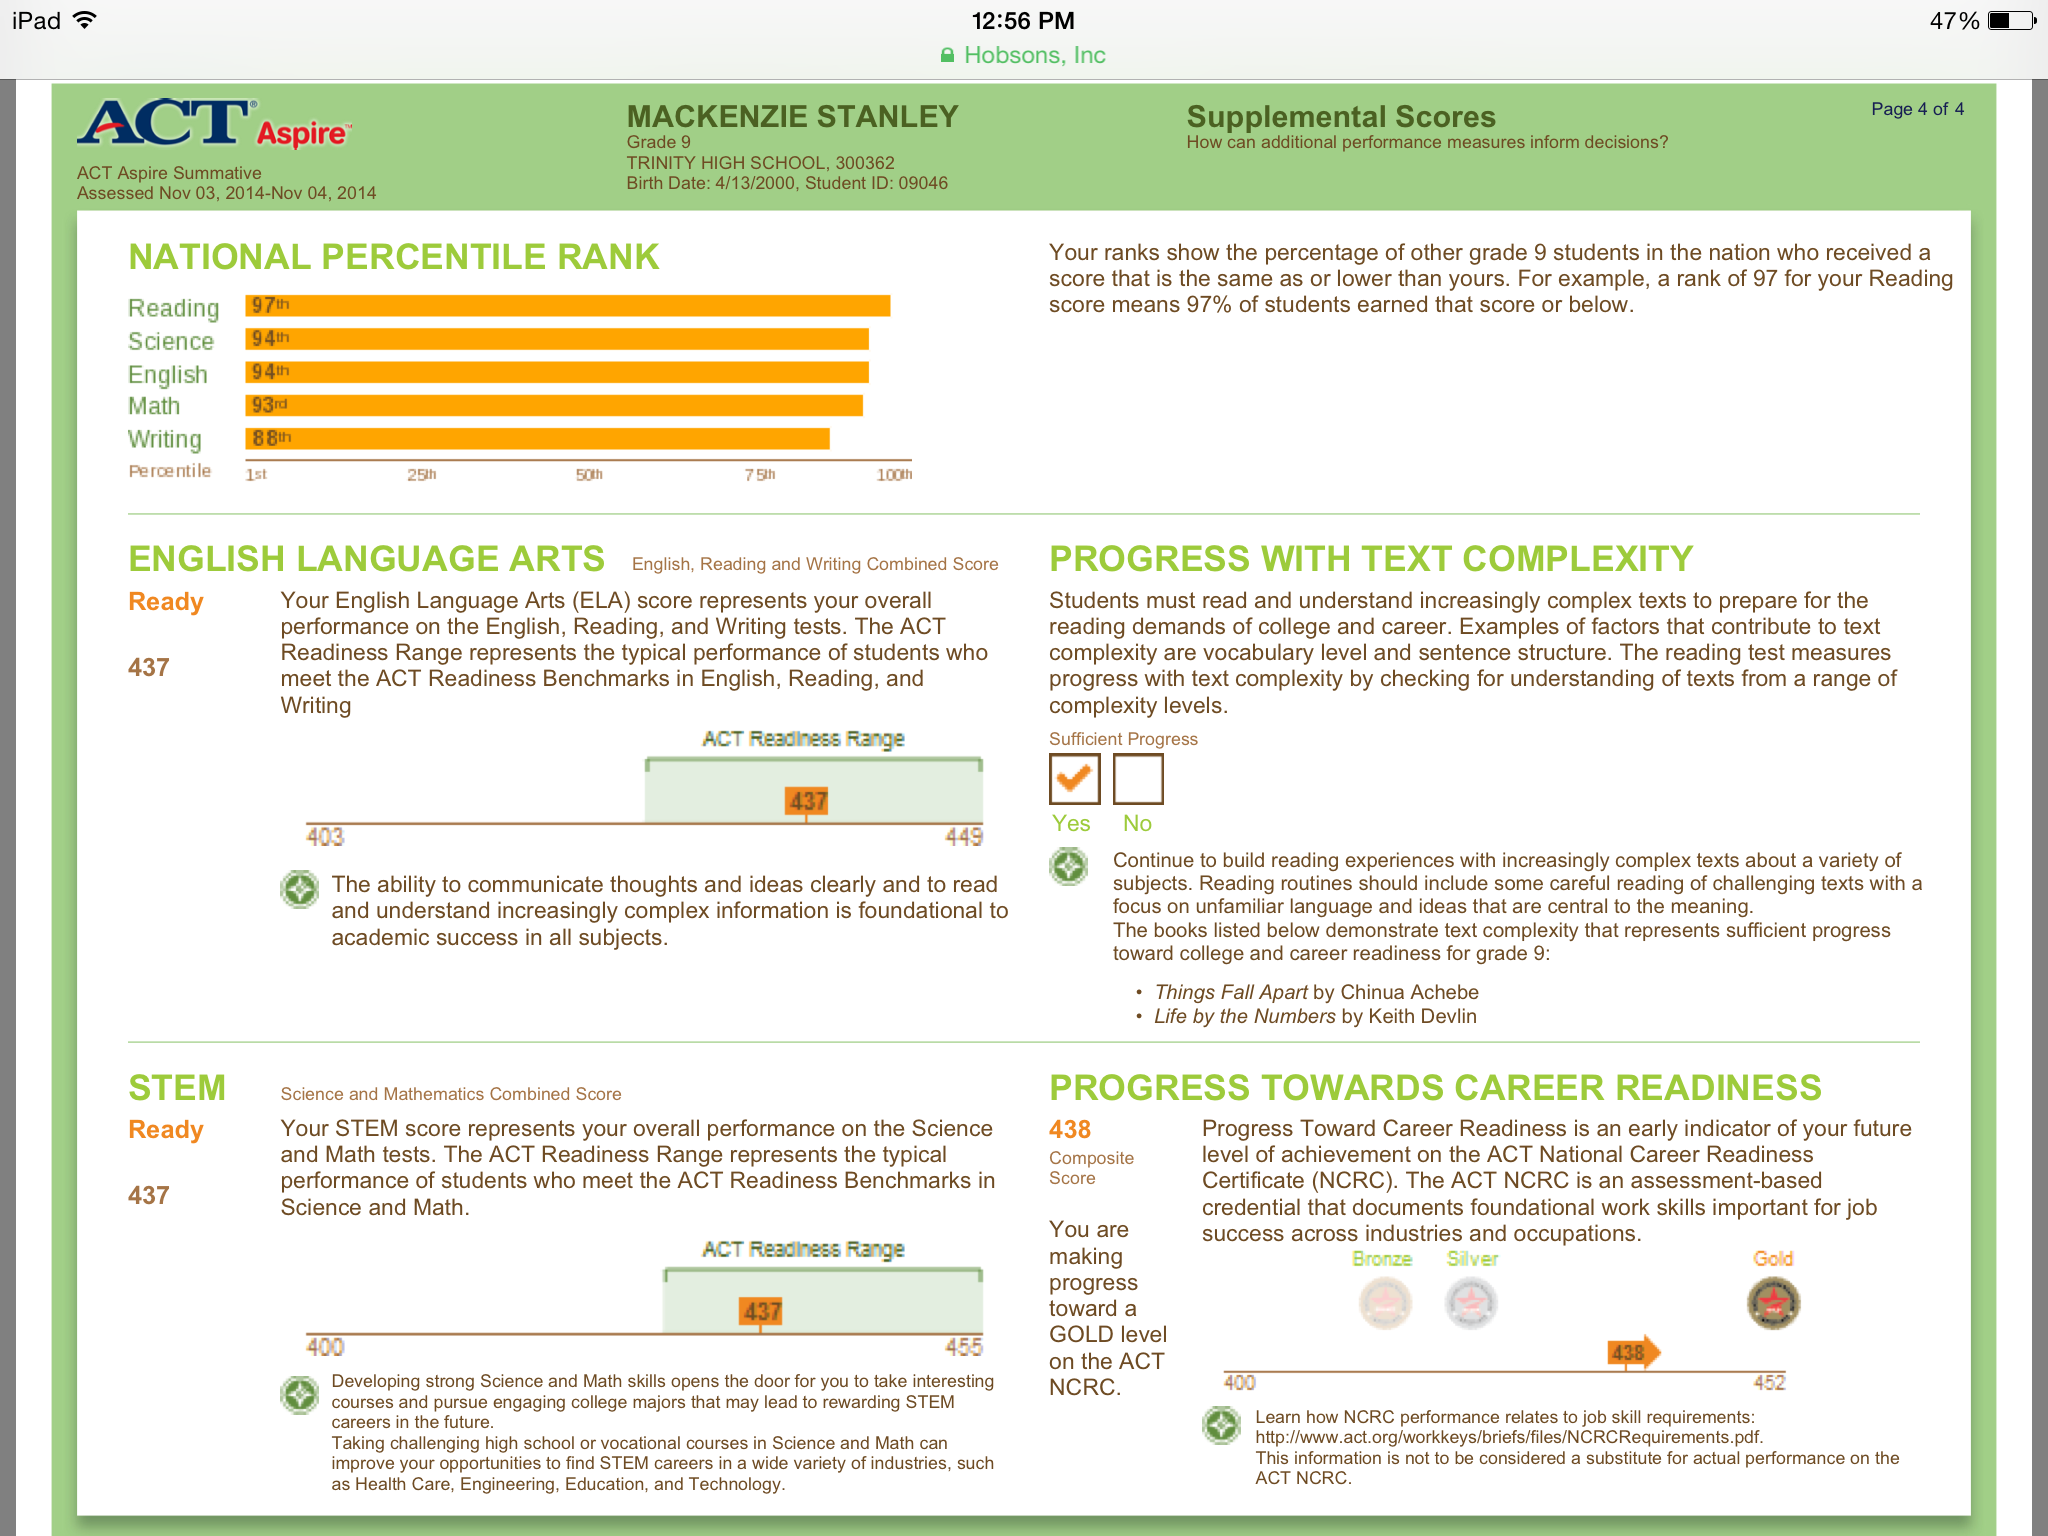 iPad
12:56 PM
47%
Hobsons, Inc
ACT® Aspire™
ACT Aspire Summative
Assessed Nov 03, 2014-Nov 04, 2014
MACKENZIE STANLEY
Grade 9
TRINITY HIGH SCHOOL, 300362
Birth Date: 4/13/2000, Student ID: 09046
Supplemental Scores
How can additional performance measures inform decisions?
Page 4 of 4
NATIONAL PERCENTILE RANK
Reading 97th
Science 94th
English 94th
Math 93rd
Writing 88th
Percentile 1st 25th 50th 75th 100th
Your ranks show the percentage of other grade 9 students in the nation who received a
score that is the same as or lower than yours. For example, a rank of 97 for your Reading
score means 97% of students earned that score or below.
ENGLISH LANGUAGE ARTS English, Reading and Writing Combined Score
Ready
437
Your English Language Arts (ELA) score represents your overall
performance on the English, Reading, and Writing tests. The ACT
Readiness Range represents the typical performance of students who
meet the ACT Readiness Benchmarks in English, Reading, and
Writing
ACT Readiness Range
437
403 449
The ability to communicate thoughts and ideas clearly and to read
and understand increasingly complex information is foundational to
academic success in all subjects.
PROGRESS WITH TEXT COMPLEXITY
Students must read and understand increasingly complex texts to prepare for the
reading demands of college and career. Examples of factors that contribute to text
complexity are vocabulary level and sentence structure. The reading test measures
progress with text complexity by checking for understanding of texts from a range of
complexity levels.
Sufficient Progress
Yes No
Continue to build reading experiences with increasingly complex texts about a variety of
subjects. Reading routines should include some careful reading of challenging texts with a
focus on unfamiliar language and ideas that are central to the meaning.
The books listed below demonstrate text complexity that represents sufficient progress
toward college and career readiness for grade 9:
• Things Fall Apart by Chinua Achebe
• Life by the Numbers by Keith Devlin
STEM Science and Mathematics Combined Score
Ready
437
Your STEM score represents your overall performance on the Science
and Math tests. The ACT Readiness Range represents the typical
performance of students who meet the ACT Readiness Benchmarks in
Science and Math.
ACT Readiness Range
437
400 455
Developing strong Science and Math skills opens the door for you to take interesting
courses and pursue engaging college majors that may lead to rewarding STEM
careers in the future.
Taking challenging high school or vocational courses in Science and Math can
improve your opportunities to find STEM careers in a wide variety of industries, such
as Health Care, Engineering, Education, and Technology.
PROGRESS TOWARDS CAREER READINESS
438
Composite
Score
You are
making
progress
toward a
GOLD level
on the ACT
NCRC.
Progress Toward Career Readiness is an early indicator of your future
level of achievement on the ACT National Career Readiness
Certificate (NCRC). The ACT NCRC is an assessment-based
credential that documents foundational work skills important for job
success across industries and occupations.
Bronze Silver Gold
438
400 452
Learn how NCRC performance relates to job skill requirements:
http://www.act.org/workkeys/briefs/files/NCRCRequirements.pdf.
This information is not to be considered a substitute for actual performance on the
ACT NCRC.